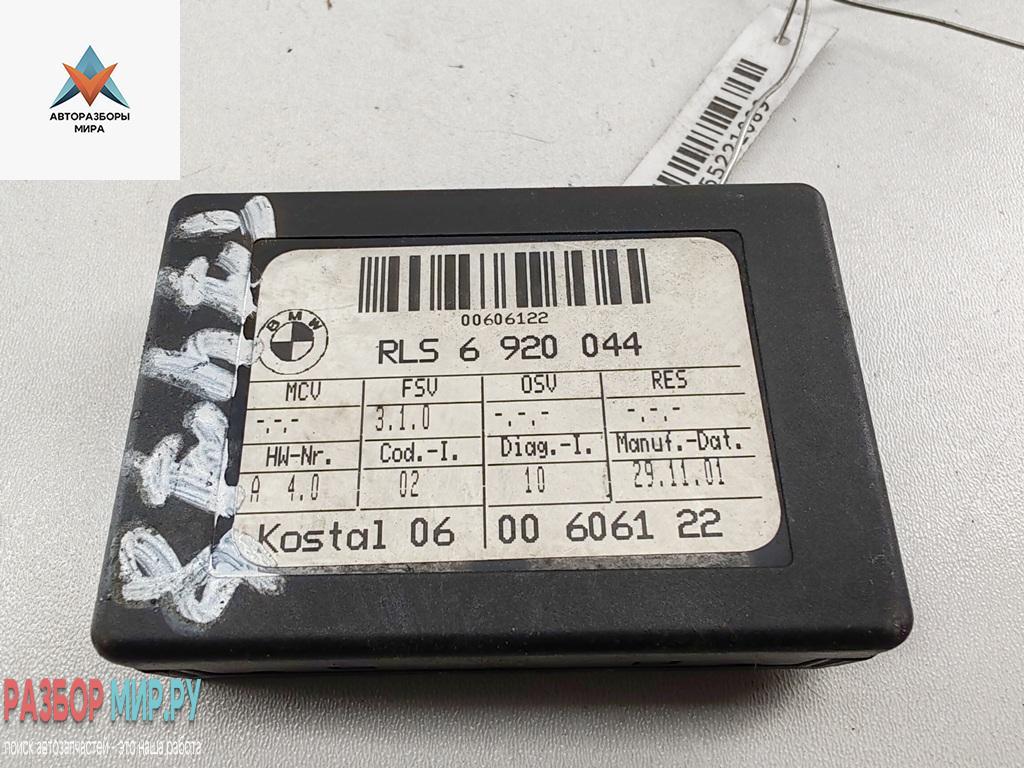 АВТОРАЗБОРЫ
МИРА
00606122
BMW
RLS 6 920 044
MCV FSV OSV RES
-.-.- 3.1.0 -.-.- -.-.-
HW-Nr. Cod.-I. Diag.-I. Manuf.-Dat.
A 4.0 02 10 29.11.01
Kostal 06 00 6061 22
РАЗБОР МИР.РУ
поиск автозапчастей - это наша работа